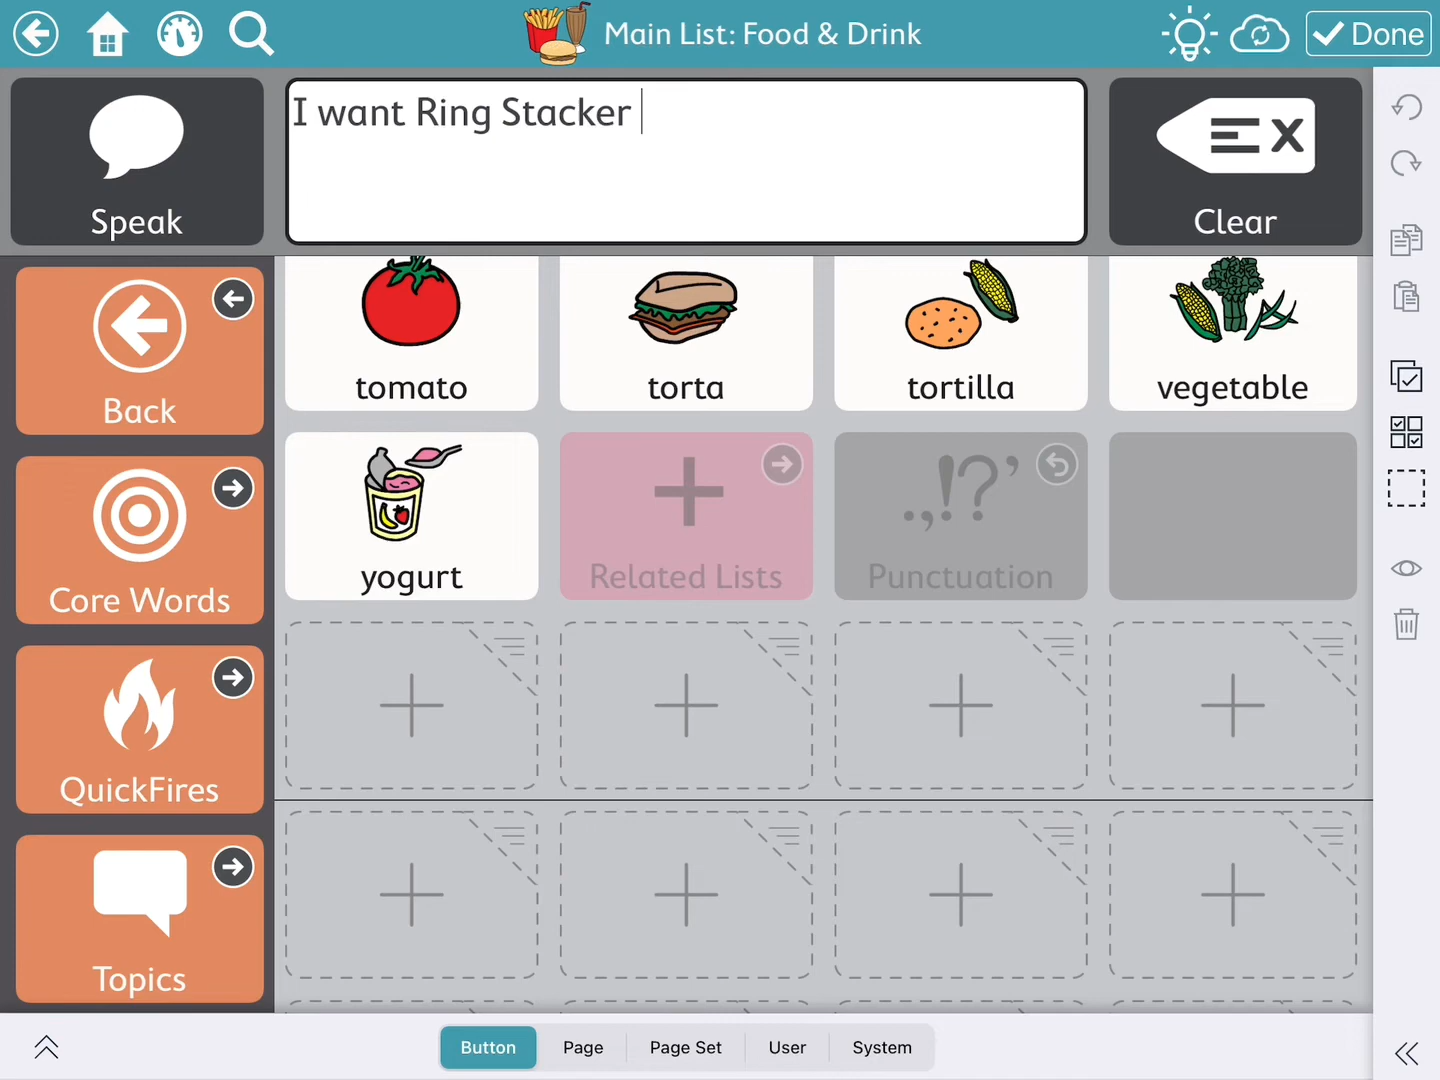 Main List: Food & Drink
Done
Speak
I want Ring Stacker
Clear
Back
tomato
torta
tortilla
vegetable
Core Words
yogurt
Related Lists
.,!?’
Punctuation
QuickFires
Topics
Button
Page
Page Set
User
System